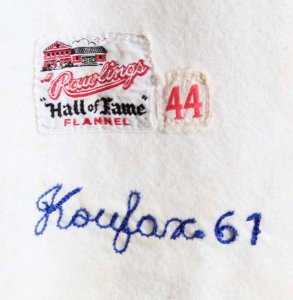 Rawlings
"Hall of Fame" 44
FLANNEL
Koufax 61